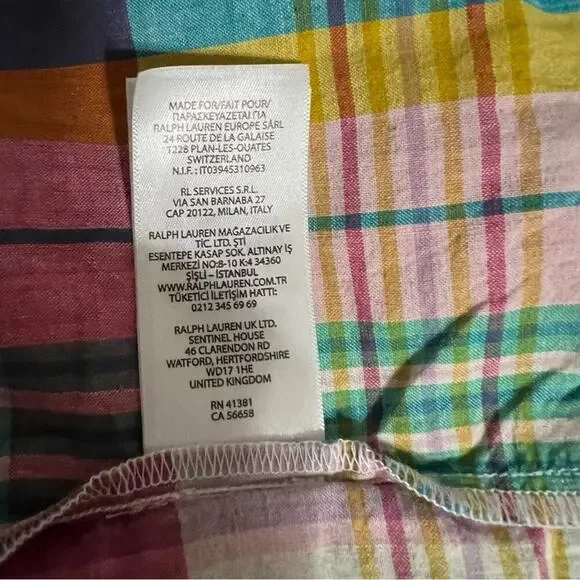 MADE FOR/FAIT POUR/
ΠΑΡΑΣΚΕΥΑΖΕΤΑΙ ΓΙΑ
RALPH LAUREN EUROPE SÀRL
24 ROUTE DE LA GALAISE
1228 PLAN-LES-OUATES
SWITZERLAND
N.I.F. : IT03945310963
RL SERVICES S.R.L.
VIA SAN BARNABA 27
CAP 20122, MILAN, ITALY
RALPH LAUREN MAĞAZACILIK VE
TİC. LTD. ŞTİ
ESENTEPE KASAP SOK. ALTINAY İŞ
MERKEZİ NO:8-10 K:4 34360
ŞİŞLİ – İSTANBUL
WWW.RALPHLAUREN.COM.TR
TÜKETİCİ İLETİŞİM HATTI:
0212 345 69 69
RALPH LAUREN UK LTD.
SENTINEL HOUSE
46 CLARENDON RD
WATFORD, HERTFORDSHIRE
WD17 1HE
UNITED KINGDOM
RN 41381
CA 56658